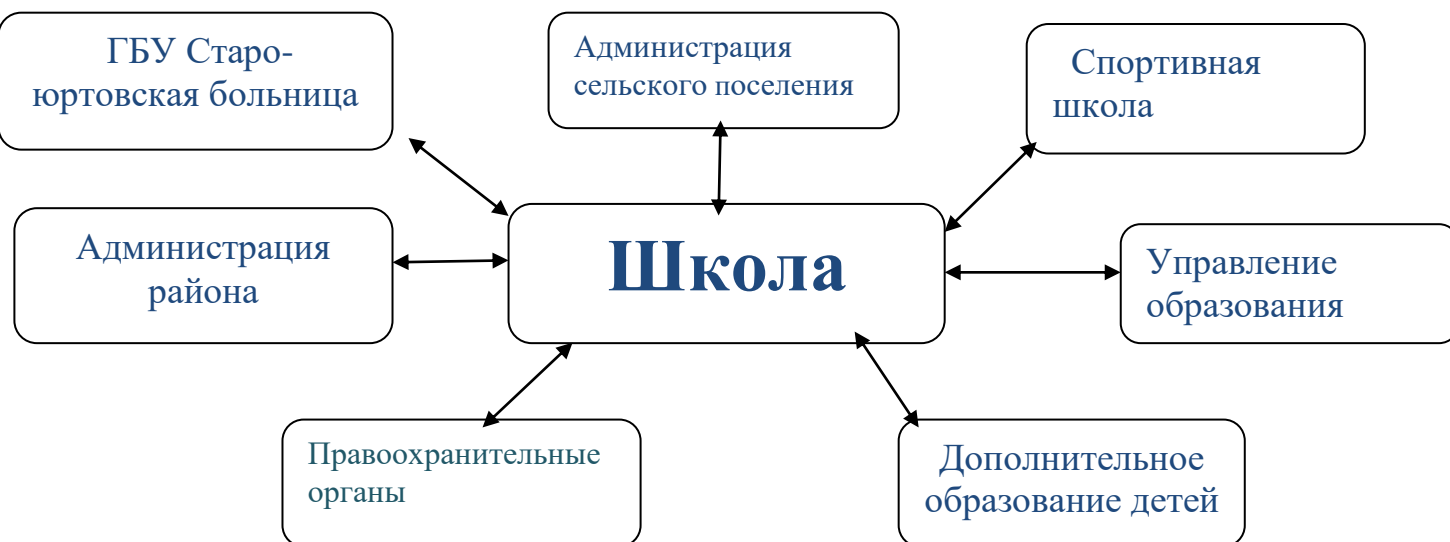 ГБУ Старо-
юртовская больница
Администрация
сельского поселения
Спортивная
школа
Администрация
района
Школа
Управление
образования
Правоохранительные
органы
Дополнительное
образование детей